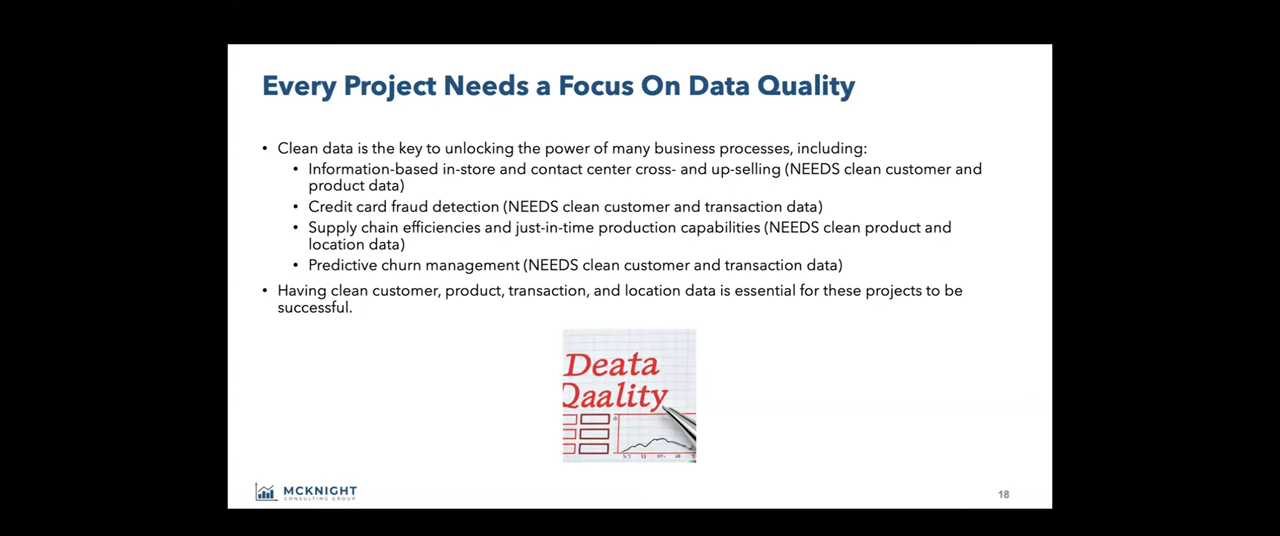 Every Project Needs a Focus On Data Quality
• Clean data is the key to unlocking the power of many business processes, including:
• Information-based in-store and contact center cross- and up-selling (NEEDS clean customer and
product data)
• Credit card fraud detection (NEEDS clean customer and transaction data)
• Supply chain efficiencies and just-in-time production capabilities (NEEDS clean product and
location data)
• Predictive churn management (NEEDS clean customer and transaction data)
• Having clean customer, product, transaction, and location data is essential for these projects to be
successful.
Deata
Qaality
MCKNIGHT
CONSULTING GROUP
18